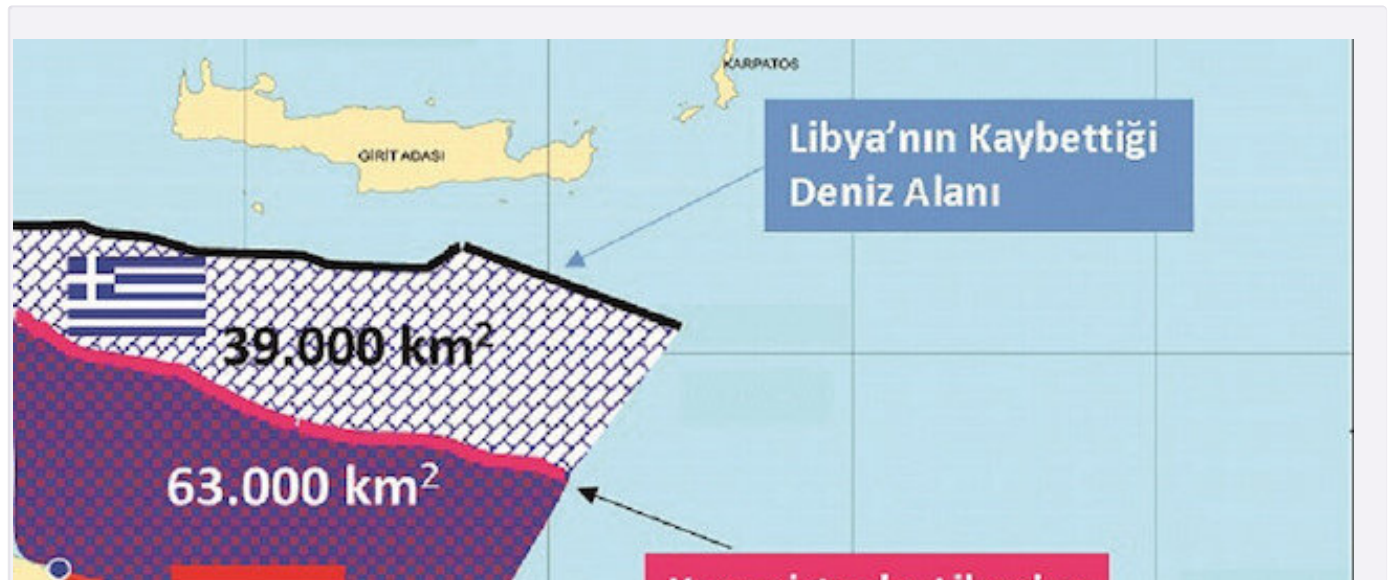 KARPATOS
Libya’nın Kaybettiği
Deniz Alanı
GİRİT ADASI
39.000 km²
63.000 km²